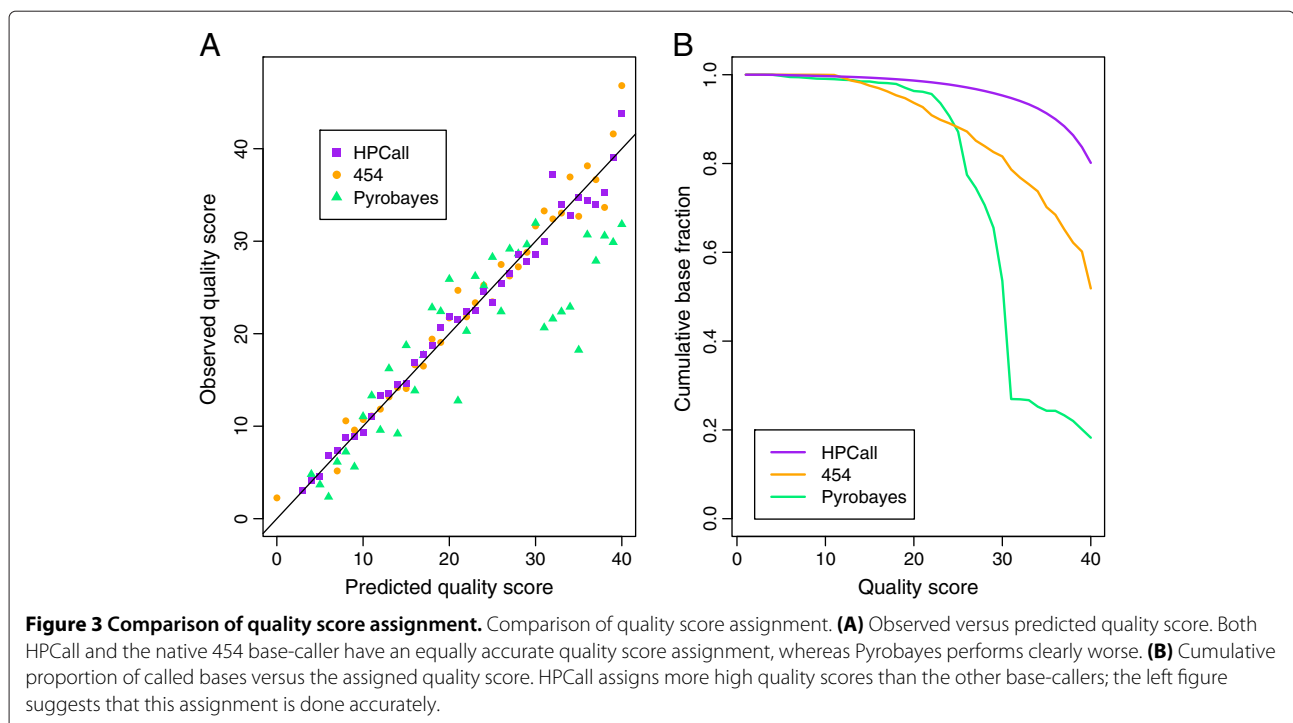 A
B
Observed quality score
0
10
20
30
40
HPCall
454
Pyrobayes
0
10
20
30
40
Predicted quality score
Cumulative base fraction
0.0
0.2
0.4
0.6
0.8
1.0
HPCall
454
Pyrobayes
0
10
20
30
40
Quality score
Figure 3 Comparison of quality score assignment. Comparison of quality score assignment. (A) Observed versus predicted quality score. Both
HPCall and the native 454 base-caller have an equally accurate quality score assignment, whereas Pyrobayes performs clearly worse. (B) Cumulative
proportion of called bases versus the assigned quality score. HPCall assigns more high quality scores than the other base-callers; the left figure
suggests that this assignment is done accurately.